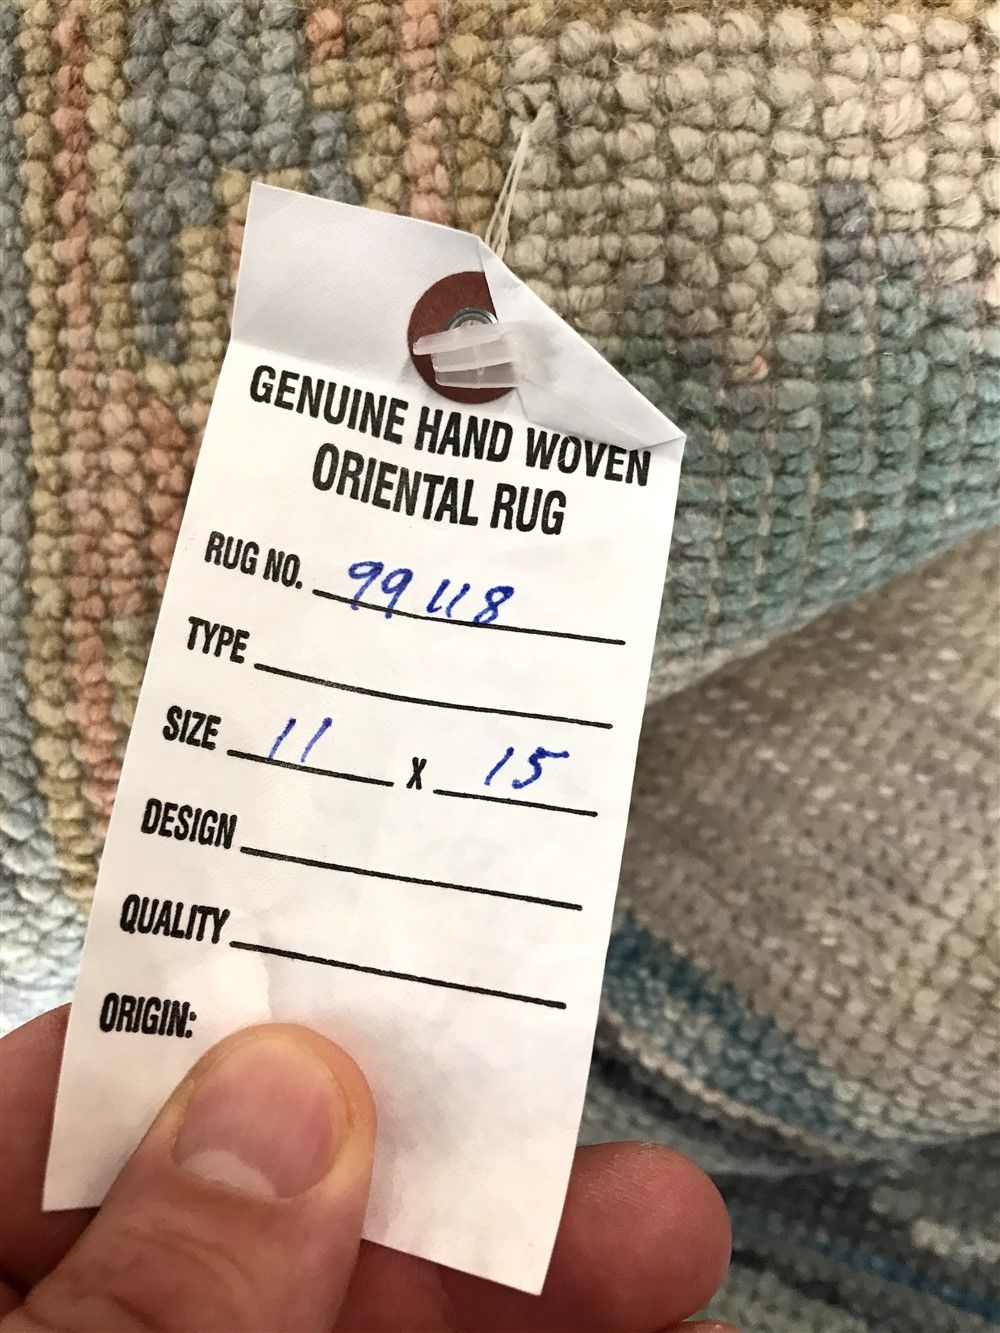 GENUINE HAND WOVEN
ORIENTAL RUG
RUG NO. 99118
TYPE
SIZE 11 X 15
DESIGN
QUALITY
ORIGIN: